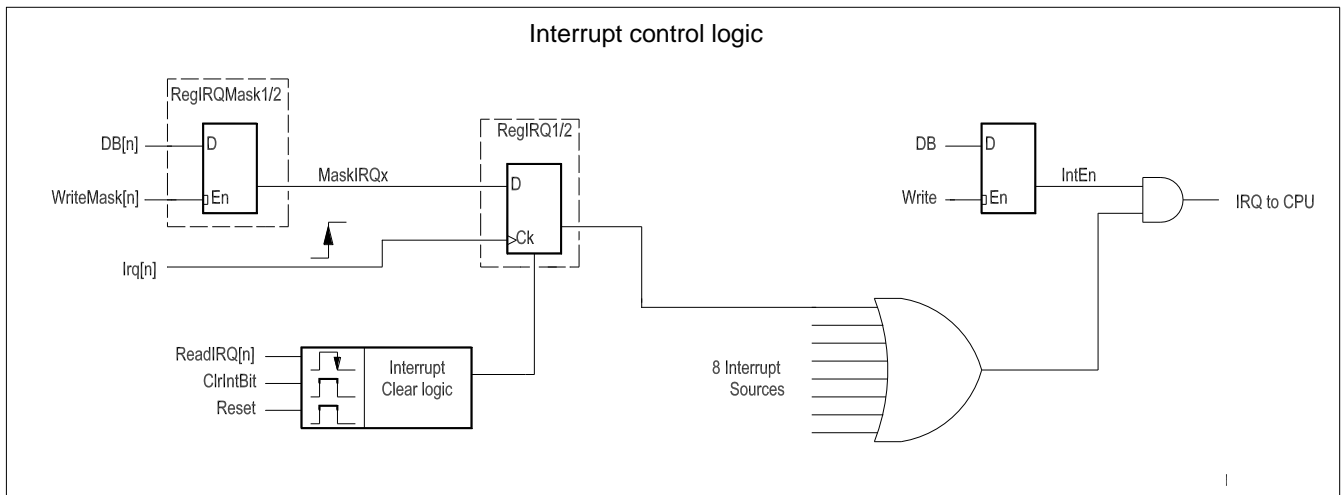 Interrupt control logic
RegIRQMask1/2
DB[n]
D
WriteMask[n]
En
MaskIRQx
RegIRQ1/2
D
Ck
Irq[n]
ReadIRQ[n]
ClrIntBit
Reset
Interrupt
Clear logic
8 Interrupt
Sources
DB
D
Write
En
IntEn
IRQ to CPU